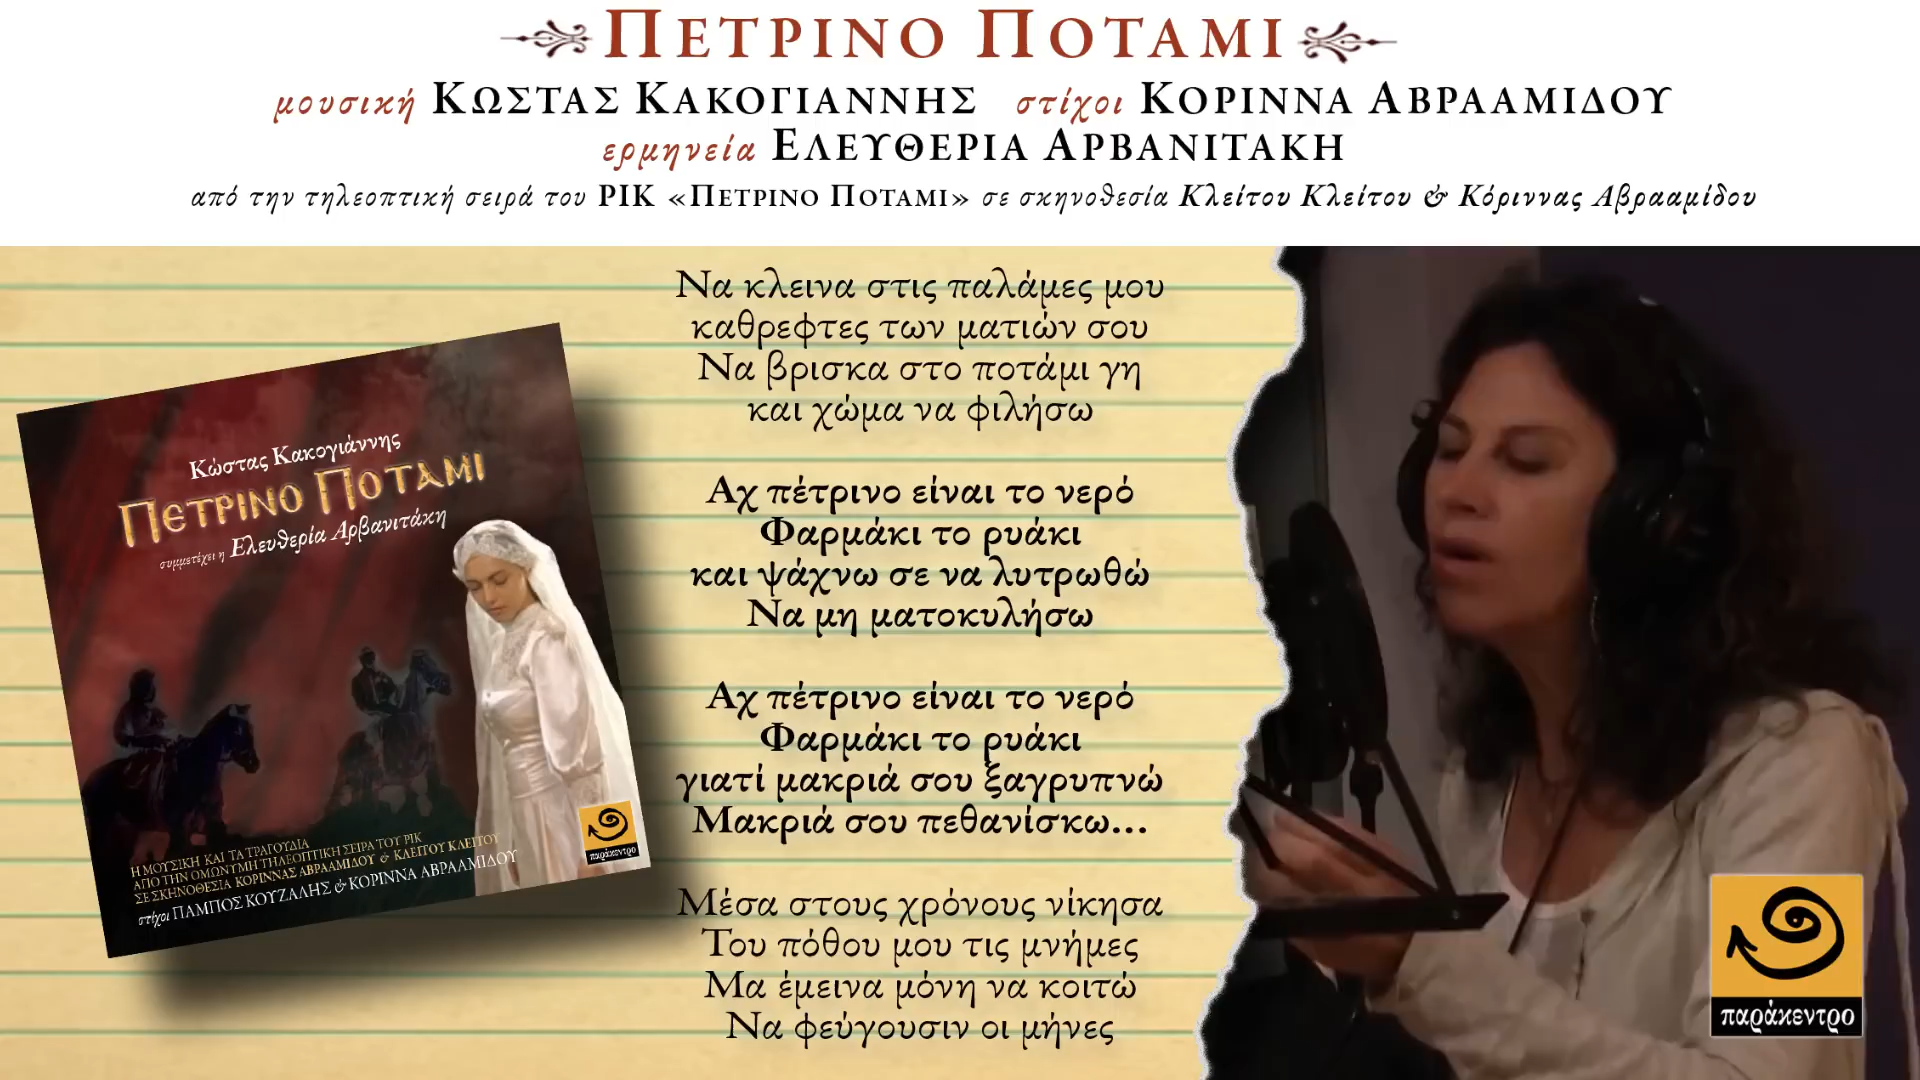 ΠΕΤΡΙΝΟ ΠΟΤΑΜΙ
μουσική ΚΩΣΤΑΣ ΚΑΚΟΓΙΑΝΝΗΣ στίχοι ΚΟΡΙΝΝΑ ΑΒΡΑΑΜΙΔΟΥ
ερμηνεία ΕΛΕΥΘΕΡΙΑ ΑΡΒΑΝΙΤΑΚΗ
από την τηλεοπτική σειρά του ΡΙΚ «ΠΕΤΡΙΝΟ ΠΟΤΑΜΙ» σε σκηνοθεσία Κλείτου Κλείτου & Κόριννας Αβρααμίδου
Κώστας Κακογιάννης
ΠΕΤΡΙΝΟ ΠΟΤΑΜΙ
συμμετέχει η Ελευθερία Αρβανιτάκη
Η ΜΟΥΣΙΚΗ ΚΑΙ ΤΑ ΤΡΑΓΟΥΔΙΑ
ΑΠΟ ΤΗΝ ΟΜΩΝΥΜΗ ΤΗΛΕΟΠΤΙΚΗ ΣΕΙΡΑ ΤΟΥ ΡΙΚ
ΣΕ ΣΚΗΝΟΘΕΣΙΑ ΚΟΡΙΝΝΑΣ ΑΒΡΑΑΜΙΔΟΥ & ΚΛΕΙΤΟΥ ΚΛΕΙΤΟΥ
στίχοι ΠΑΜΠΟΣ ΚΟΥΖΑΛΗΣ & ΚΟΡΙΝΝΑ ΑΒΡΑΑΜΙΔΟΥ
παράκεντρο
Να κλεινα στις παλάμες μου
καθρεφτες των ματιών σου
Να βρισκα στο ποτάμι γη
και χώμα να φιλήσω
Αχ πέτρινο είναι το νερό
Φαρμάκι το ρυάκι
και ψάχνω σε να λυτρωθώ
Να μη ματοκυλήσω
Αχ πέτρινο είναι το νερό
Φαρμάκι το ρυάκι
γιατί μακριά σου ξαγρυπνώ
Μακριά σου πεθανίσκω...
Μέσα στους χρόνους νίκησα
Του πόθου μου τις μνήμες
Μα έμεινα μόνη να κοιτώ
Να φεύγουσιν οι μήνες
παράκεντρο